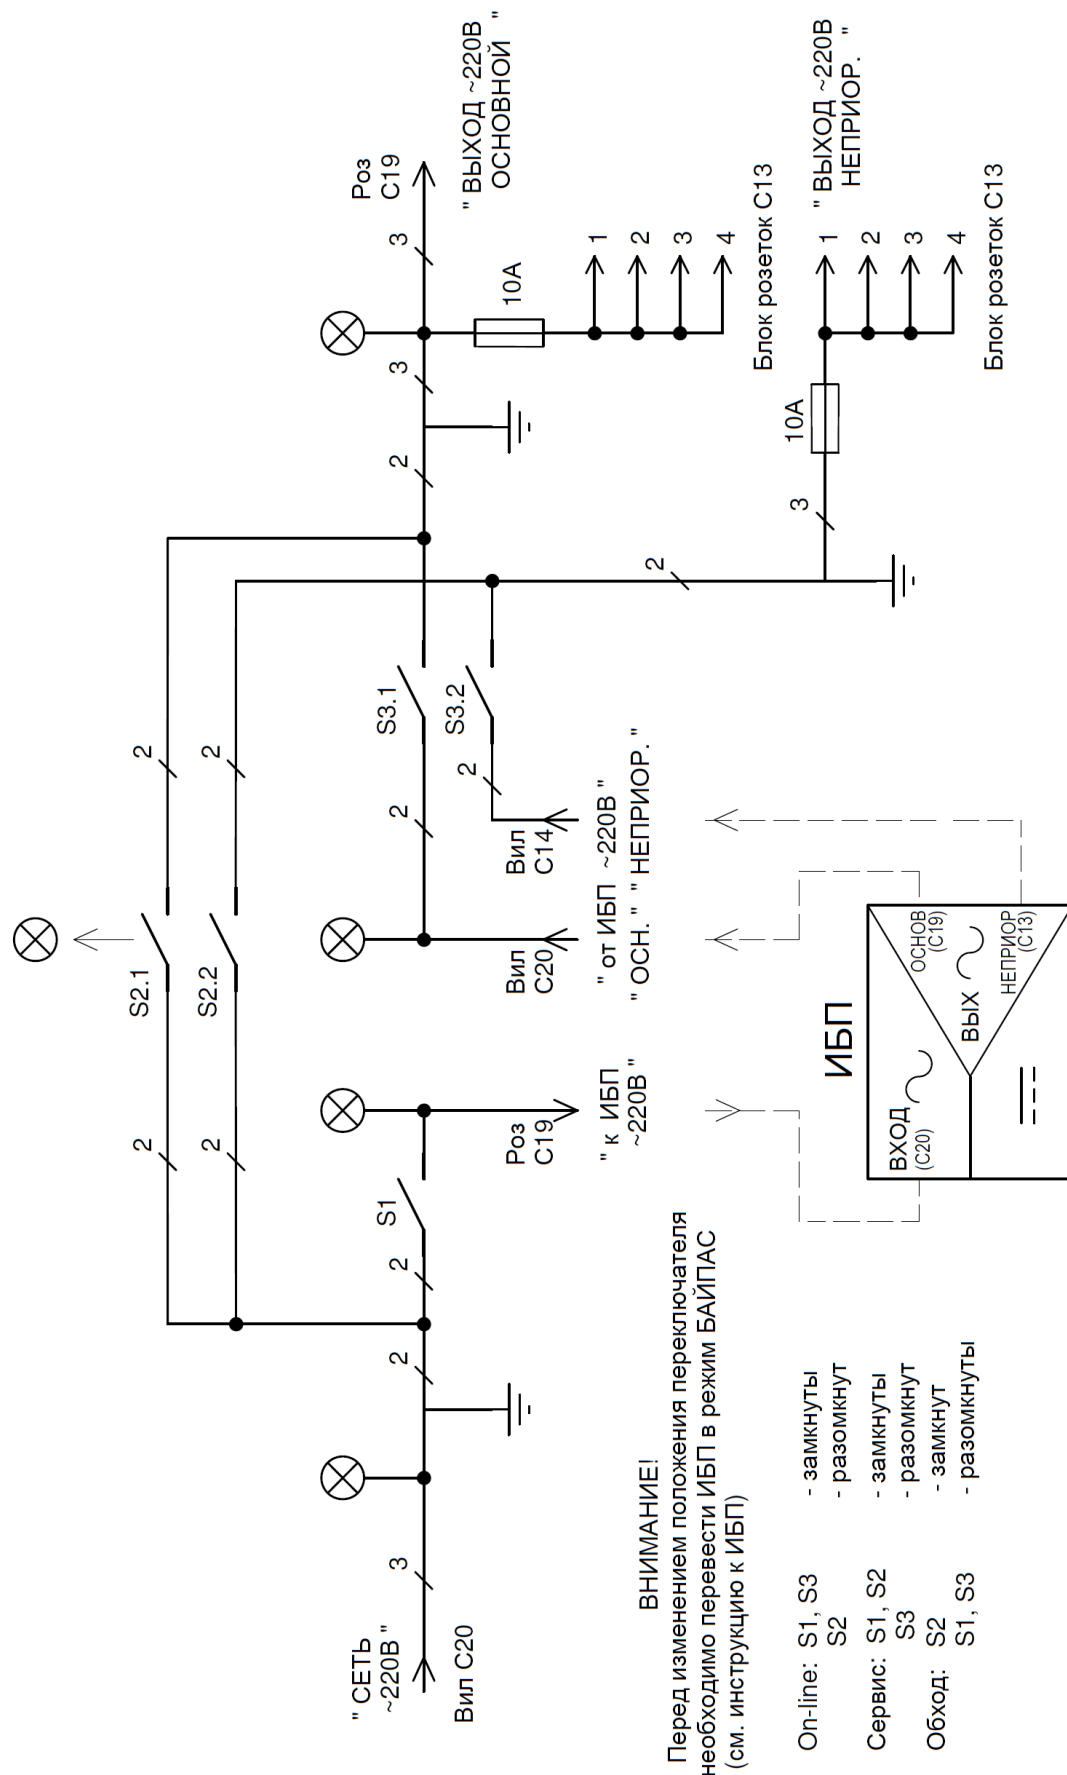 " СЕТЬ
~220В "
Вил С20
3
2
2
S1
2
2
S2.1
S2.2
2
2
Роз
С19
" к ИБП
~220В "
Вил
С20
Вил
С14
" от ИБП ~220В "
" ОСН. " " НЕПРИОР. "
2
2
S3.1
S3.2
2
2
3
3
Роз
С19
" ВЫХОД ~220В
ОСНОВНОЙ "
10А
1
2
3
4
Блок розеток С13
2
3
10А
" ВЫХОД ~220В
НЕПРИОР. "
1
2
3
4
Блок розеток С13
ИБП
ВХОД
(С20)
ВЫХ
ОСНОВ
(С19)
НЕПРИОР
(С13)
ВНИМАНИЕ!
Перед изменением положения переключателя
необходимо перевести ИБП в режим БАЙПАС
(см. инструкцию к ИБП)
On-line: S1, S3 - замкнуты
S2 - разомкнут
Сервис: S1, S2 - замкнуты
S3 - разомкнут
Обход: S2 - замкнут
S1, S3 - разомкнуты